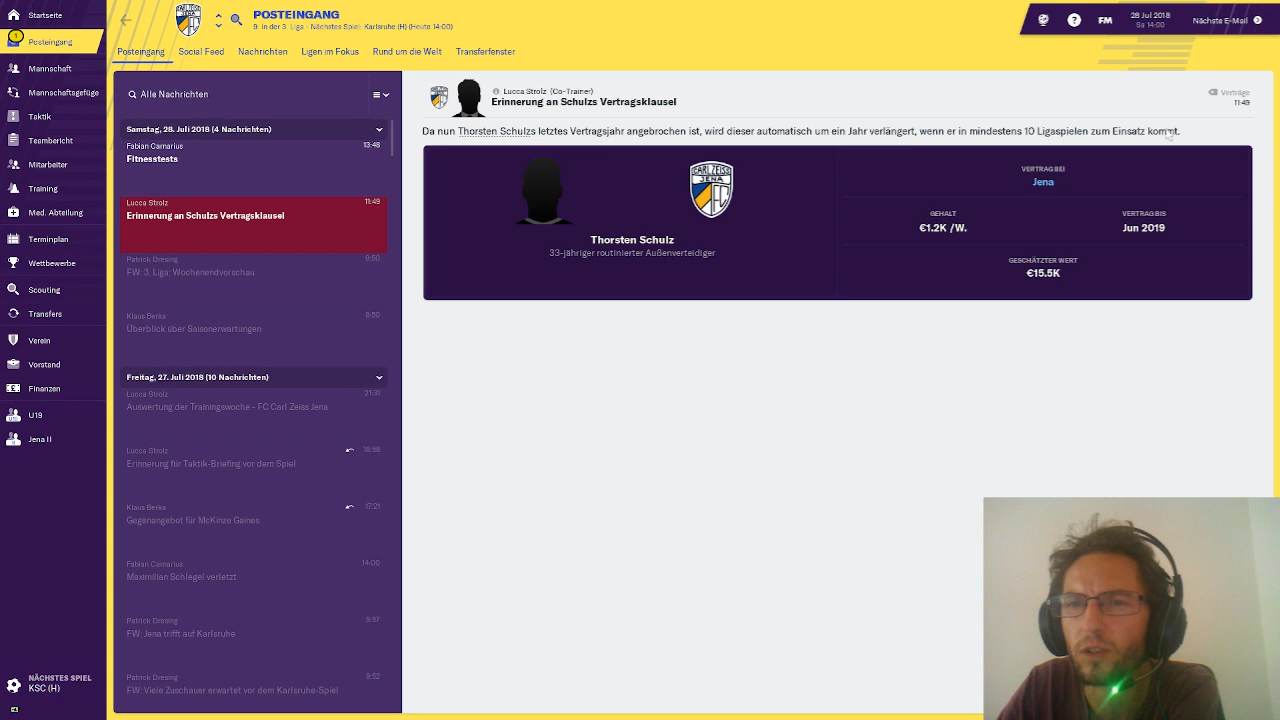 Startseite
Posteingang
Mannschaft
Mannschaftsgefüge
Taktik
Teambericht
Mitarbeiter
Training
Med. Abteilung
Terminplan
Wettbewerbe
Scouting
Transfers
Verein
Vorstand
Finanzen
U19
Jena II
NÄCHSTES SPIEL
KSC (H)
POSTEINGANG
9. in der 3. Liga - Nächstes Spiel: Karlsruhe (H) (Heute 14:00)
FM
28 Jul 2018
Sa 14:00
Nächste E-Mail
Posteingang Social Feed Nachrichten Ligen im Fokus Rund um die Welt Transferfenster
Alle Nachrichten
Samstag, 28. Juli 2018 (4 Nachrichten)
Fabian Camarius 13:48
Fitnesstests
Lucca Strolz 11:49
Erinnerung an Schulzs Vertragsklausel
Patrick Dresing 9:50
FW: 3. Liga: Wochenendvorschau
Klaus Berka 8:50
Überblick über Saisonerwartungen
Freitag, 27. Juli 2018 (10 Nachrichten)
Lucca Strolz 21:31
Auswertung der Trainingswoche - FC Carl Zeiss Jena
Lucca Strolz 18:58
Erinnerung für Taktik-Briefing vor dem Spiel
Klaus Berka 17:21
Gegenangebot für McKinze Gaines
Fabian Camarius 14:00
Maximilian Schlegel verletzt
Patrick Dresing 9:57
FW: Jena trifft auf Karlsruhe
Patrick Dresing 9:52
FW: Viele Zuschauer erwartet vor dem Karlsruhe-Spiel
Lucca Strolz (Co-Trainer)
Erinnerung an Schulzs Vertragsklausel
Verträge
11:49
Da nun Thorsten Schulzs letztes Vertragsjahr angebrochen ist, wird dieser automatisch um ein Jahr verlängert, wenn er in mindestens 10 Ligaspielen zum Einsatz kommt.
CARL ZEISS
JENA
FC
Thorsten Schulz
33-jähriger routinierter Außenverteidiger
VERTRAG BEI
Jena
GEHALT
€1.2K /W.
VERTRAG BIS
Jun 2019
GESCHÄTZTER WERT
€15.5K